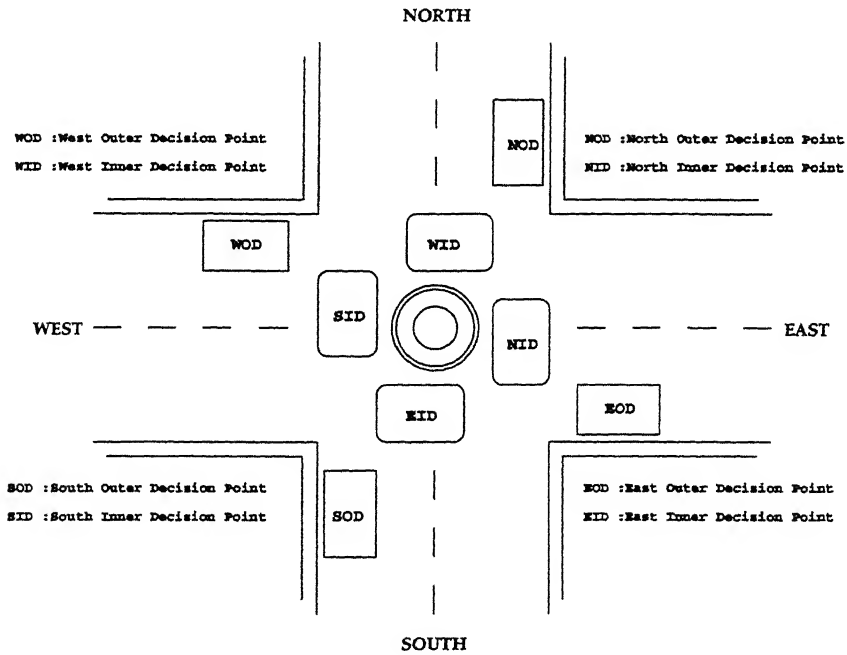 NORTH
WOD :West Outer Decision Point
WID :West Inner Decision Point
NOD
NOD :North Outer Decision Point
NID :North Inner Decision Point
WOD
WID
SID
WEST
NID
EAST
EID
EOD
SOD :South Outer Decision Point
SID :South Inner Decision Point
SOD
EOD :East Outer Decision Point
EID :East Inner Decision Point
SOUTH